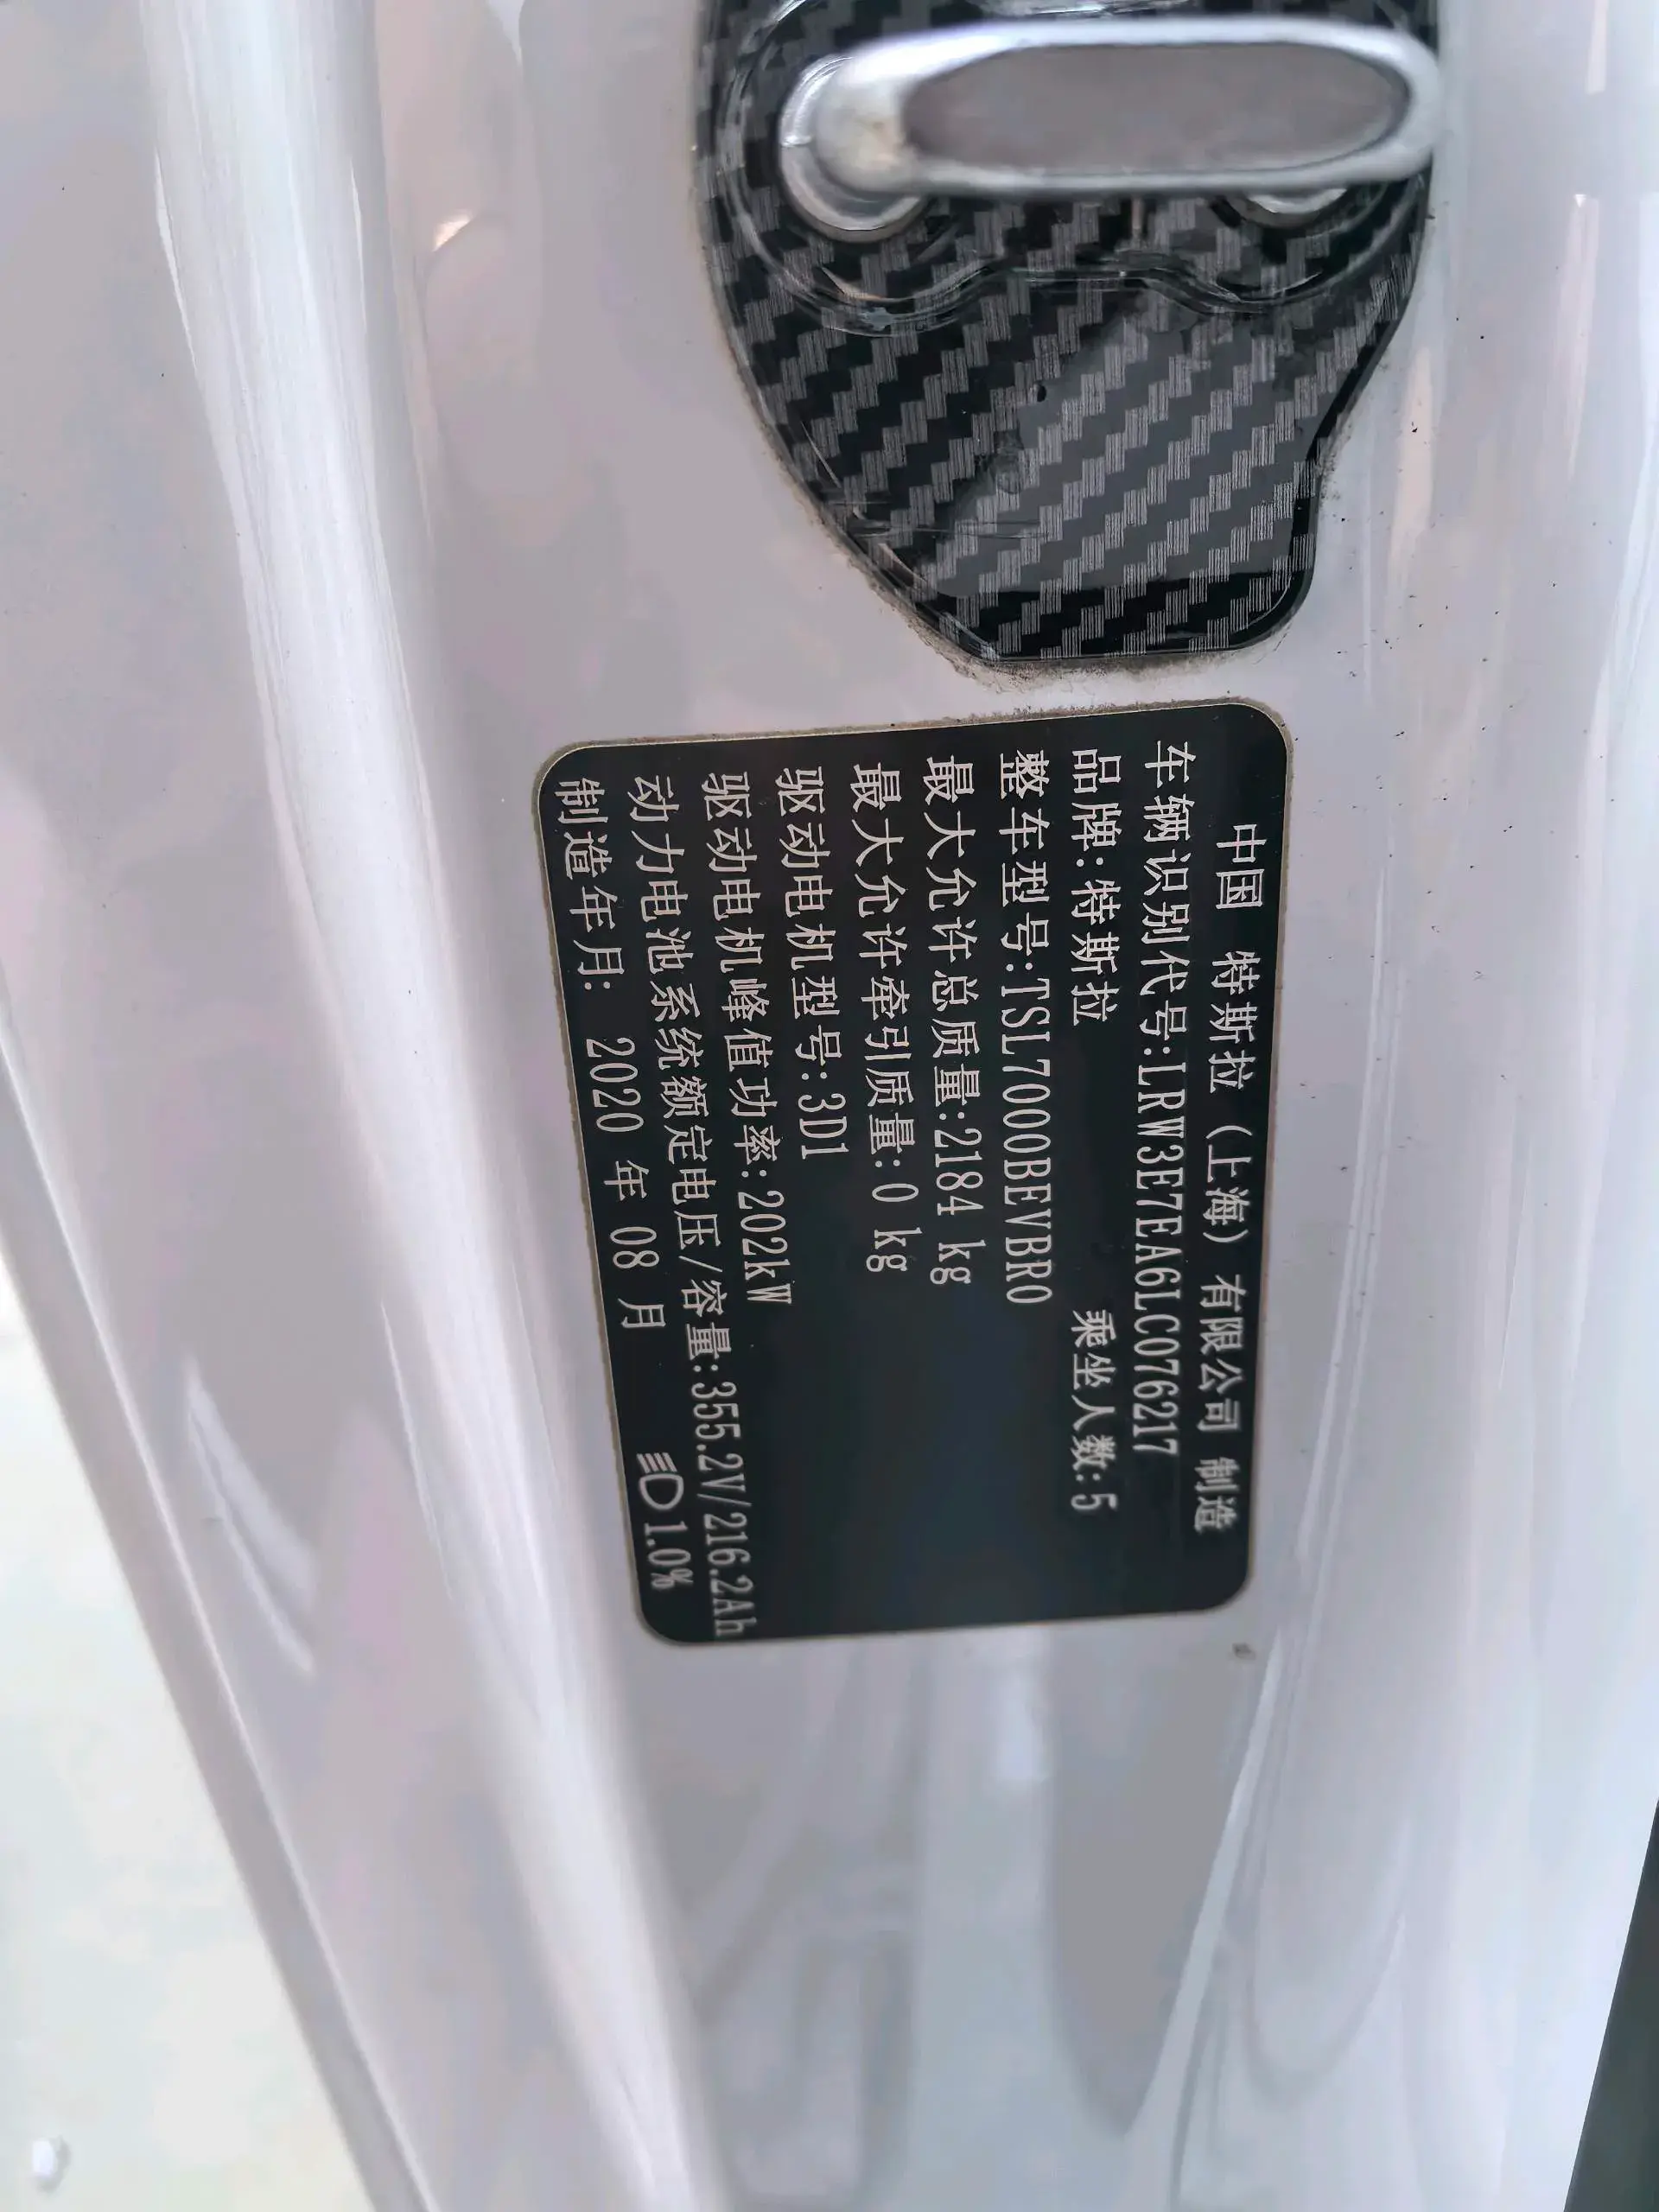 中国 特斯拉（上海）有限公司 制造
车辆识别代号:LRW3E7EA6LC076217
品牌:特斯拉 乘坐人数:5
整车型号:TSL7000BEVBR0
最大允许总质量:2184 kg
最大允许牵引质量:0 kg
驱动电机型号:3D1
驱动电机峰值功率:202kW
动力电池系统额定电压/容量:355.2V/216.2Ah
制造年月: 2020 年 08 月 1.0%